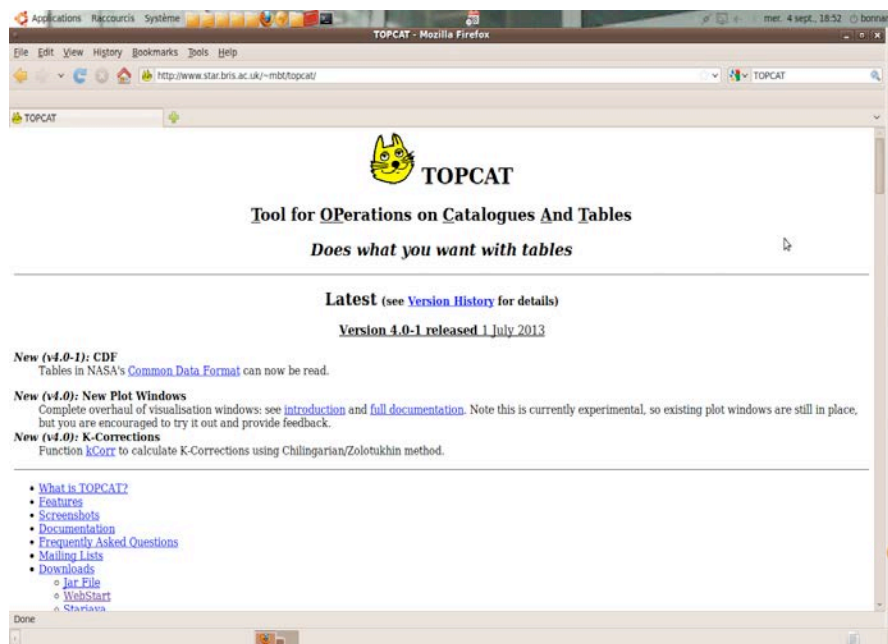 Applications Raccourcis Système
mer. 4 sept., 18:52
TOPCAT - Mozilla Firefox
File Edit View History Bookmarks Tools Help
http://www.star.bris.ac.uk/~mbt/topcat/
TOPCAT
TOPCAT
TOPCAT
Tool for OPerations on Catalogues And Tables
Does what you want with tables
Latest (see Version History for details)
Version 4.0-1 released 1 July 2013
New (v4.0-1): CDF
Tables in NASA's Common Data Format can now be read.
New (v4.0): New Plot Windows
Complete overhaul of visualisation windows: see introduction and full documentation. Note this is currently experimental, so existing plot windows are still in place,
but you are encouraged to try it out and provide feedback.
New (v4.0): K-Corrections
Function kCorr to calculate K-Corrections using Chilingarian/Zolotukhin method.
What is TOPCAT?
Features
Screenshots
Documentation
Frequently Asked Questions
Mailing Lists
Downloads
Jar File
WebStart
Starjava
Done